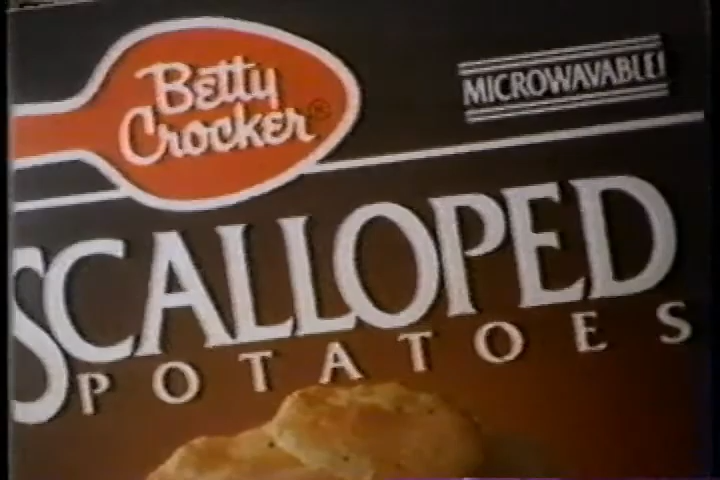 Betty
Crocker®
MICROWAVABLE!
SCALLOPED
POTATOES